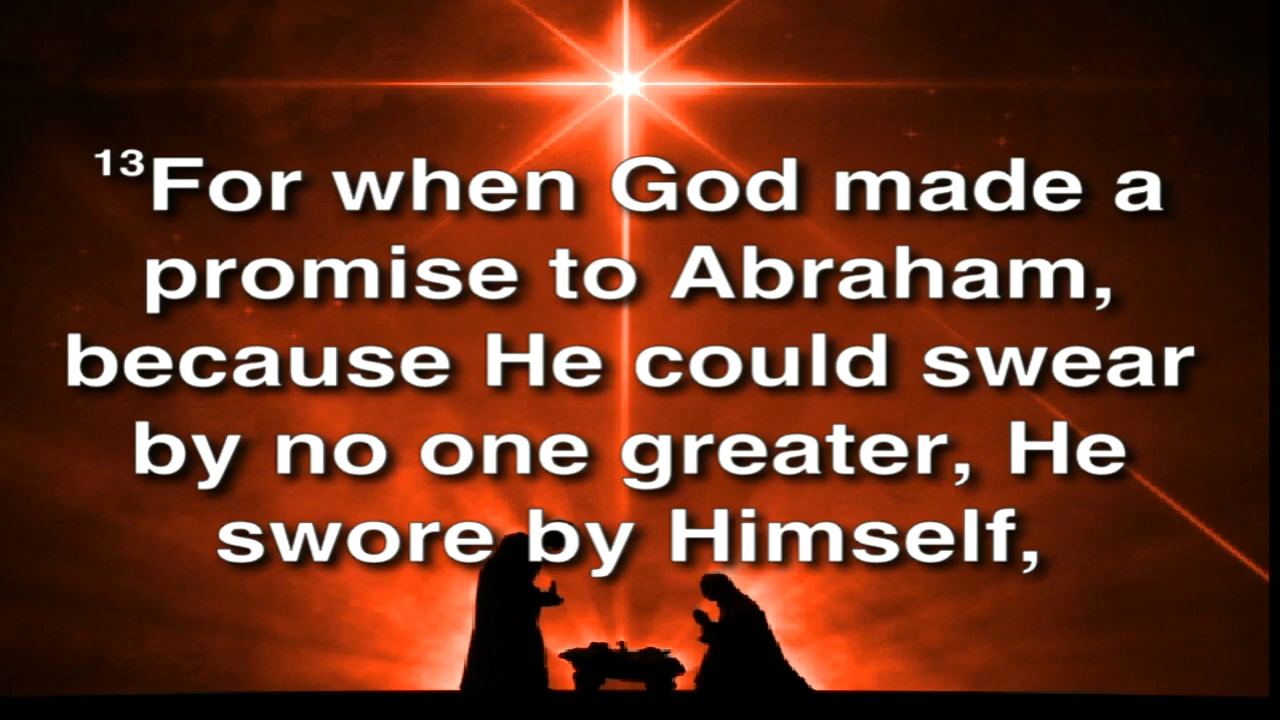 ¹³For when God made a
promise to Abraham,
because He could swear
by no one greater, He
swore by Himself,